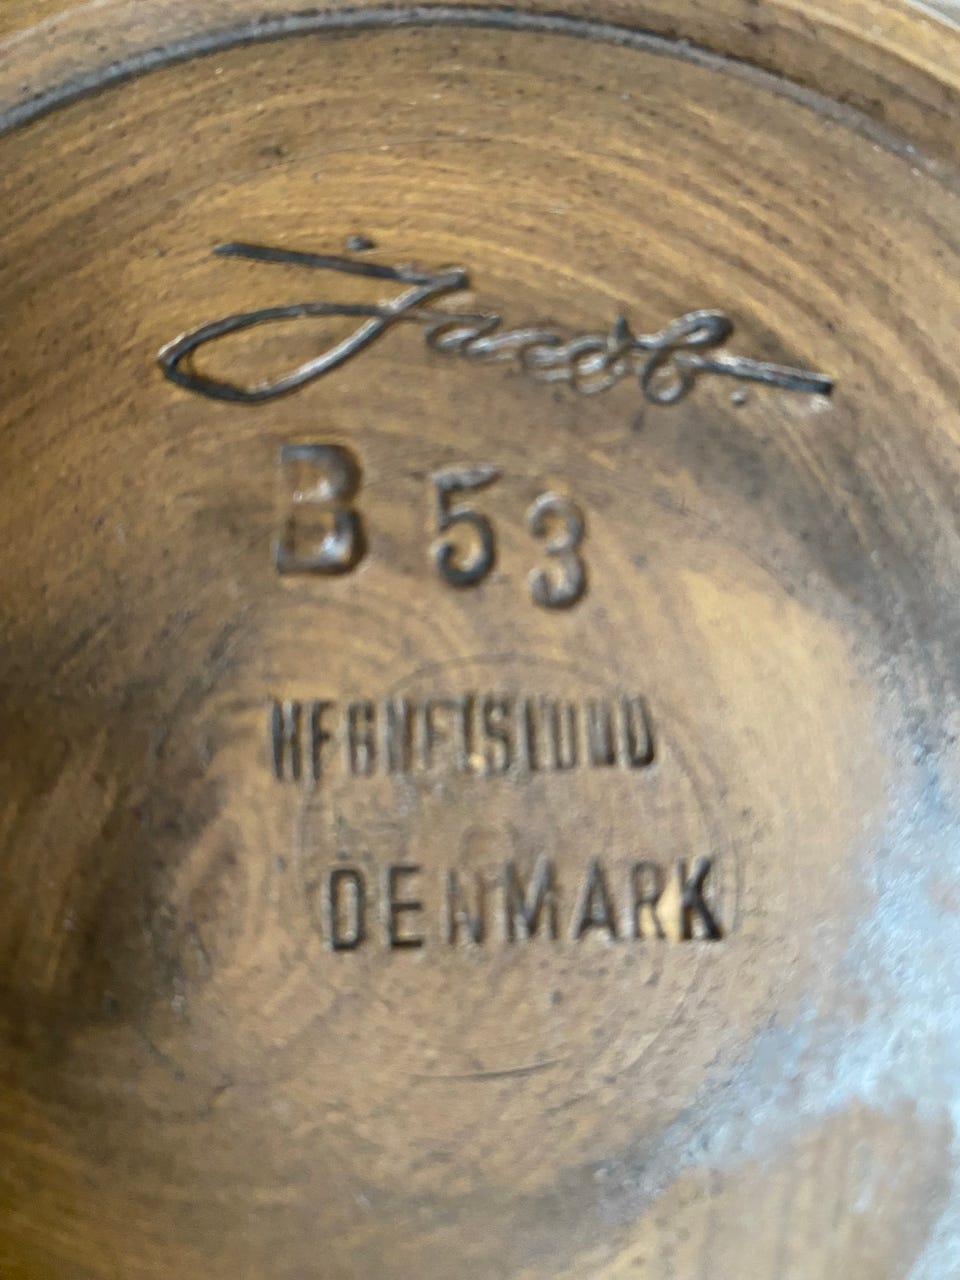 Jacob.
B 53
HEGNETSLUND
DENMARK